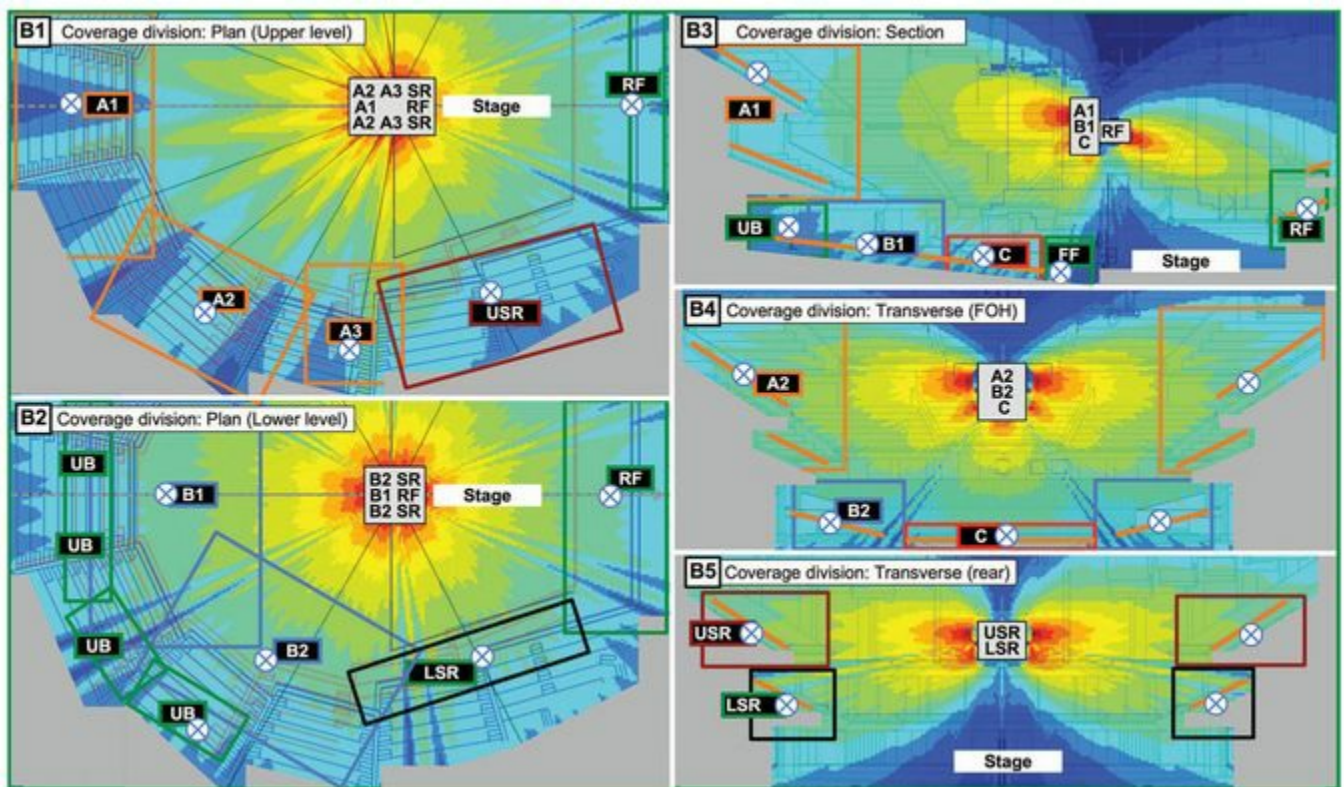 B1 Coverage division: Plan (Upper level)
A2 A3 SR
A1 RF
A2 A3 SR
Stage
RF
A1
A2
A3
USR
B2 Coverage division: Plan (Lower level)
UB
B1
B2 SR
B1 RF
B2 SR
Stage
RF
UB
UB
B2
LSR
UB
B3 Coverage division: Section
A1
A1
B1
C
RF
UB
B1
C
FF
RF
Stage
B4 Coverage division: Transverse (FOH)
A2
A2
B2
C
B2
C
B5 Coverage division: Transverse (rear)
USR
USR
LSR
LSR
Stage